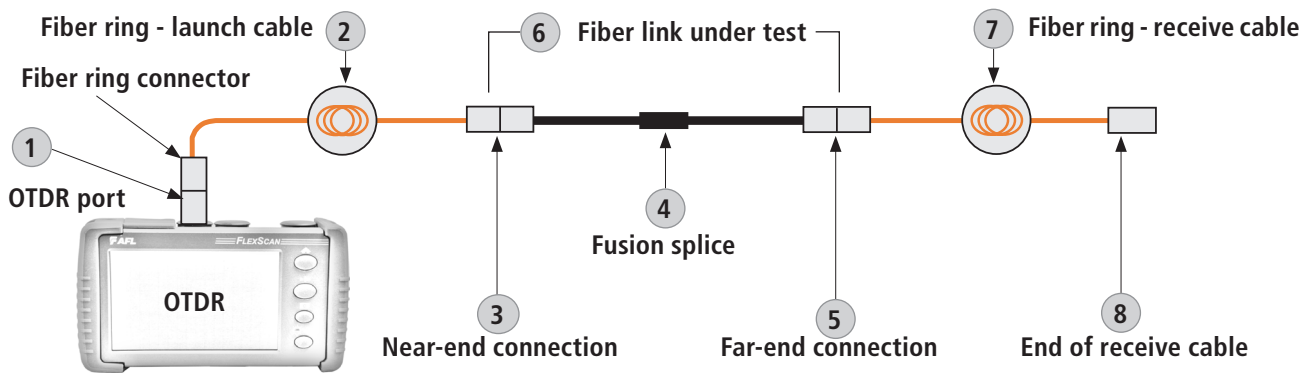 Fiber ring - launch cable 2
6 Fiber link under test
7 Fiber ring - receive cable
Fiber ring connector
1
OTDR port
4
Fusion splice
AFL FLEXSCAN
OTDR
3
Near-end connection
5
Far-end connection
8
End of receive cable